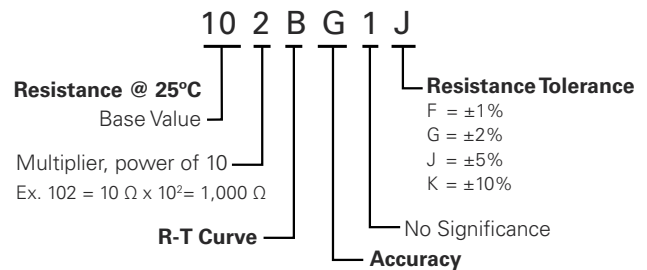 10 2 B G 1 J
Resistance @ 25ºC
Base Value
Multiplier, power of 10
Ex. 102 = 10 Ω x 10²= 1,000 Ω
R-T Curve
Resistance Tolerance
F = ±1%
G = ±2%
J = ±5%
K = ±10%
No Significance
Accuracy